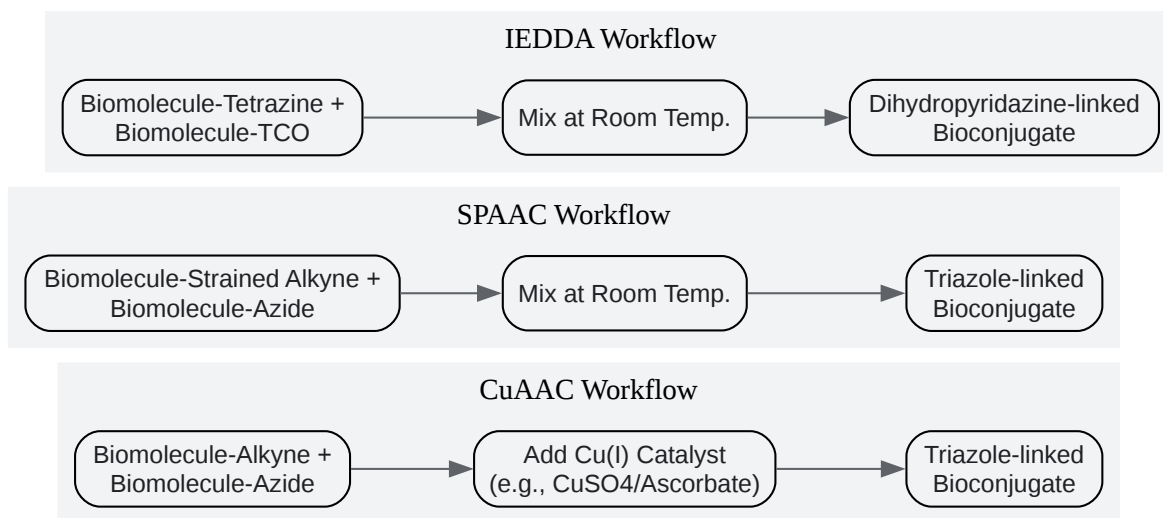 IEDDA Workflow
Biomolecule-Tetrazine +
Biomolecule-TCO
Mix at Room Temp.
Dihydropyridazine-linked
Bioconjugate
SPAAC Workflow
Biomolecule-Strained Alkyne +
Biomolecule-Azide
Mix at Room Temp.
Triazole-linked
Bioconjugate
CuAAC Workflow
Biomolecule-Alkyne +
Biomolecule-Azide
Add Cu(I) Catalyst
(e.g., CuSO4/Ascorbate)
Triazole-linked
Bioconjugate